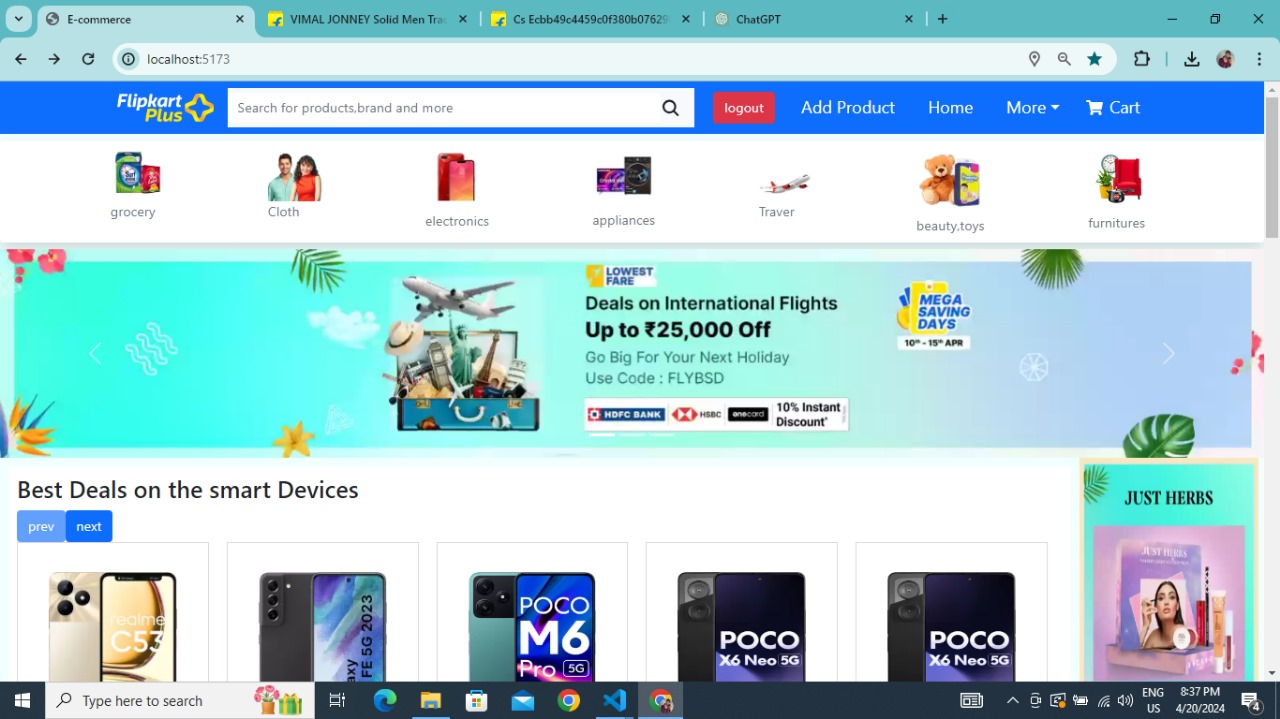 E-commerce
VIMAL JONNEY Solid Men Trac
Cs Ecbb49c4459c0f380b07629
ChatGPT
localhost:5173
Flipkart
Plus
Search for products,brand and more
logout
Add Product
Home
More
Cart
grocery
Cloth
electronics
appliances
Traver
beauty,toys
furnitures
LOWEST
FARE
Deals on International Flights
Up to ₹25,000 Off
Go Big For Your Next Holiday
Use Code : FLYBSD
HDFC BANK
HSBC
onecard
10% Instant
Discount*
MEGA
SAVING
DAYS
10th - 15th APR
Best Deals on the smart Devices
prev
next
realme
C53
FE 5G 2023
POCO
M6
Pro 5G
POCO
X6 Neo 5G
POCO
X6 Neo 5G
JUST HERBS
JUST HERBS
Type here to search
ENG
US
8:37 PM
4/20/2024
4